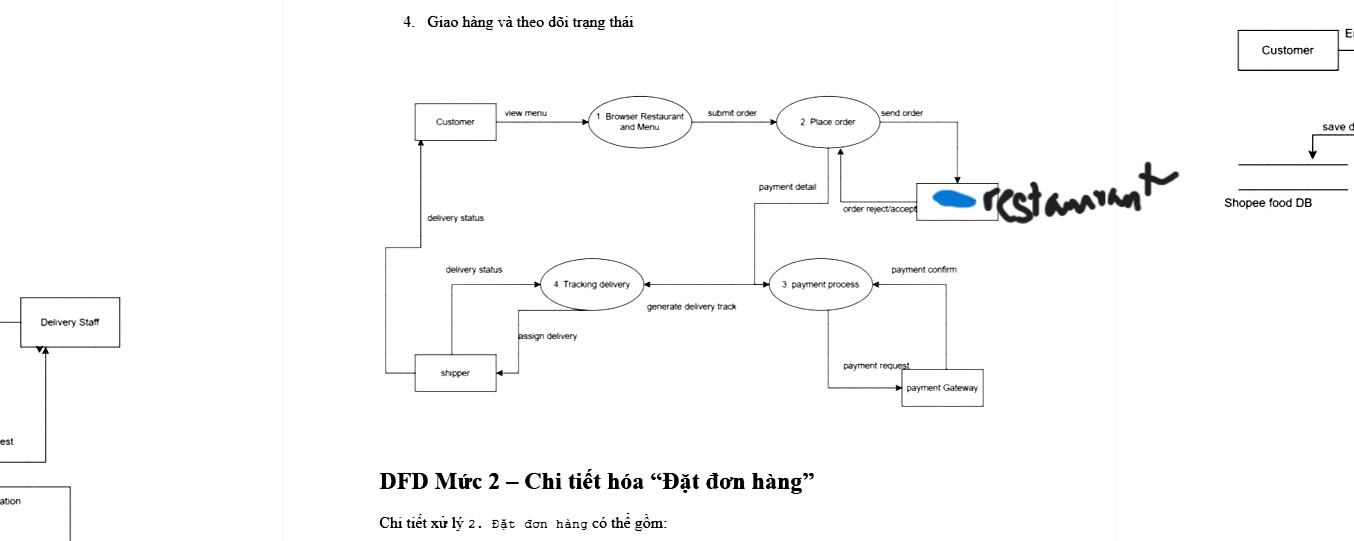 4. Giao hàng và theo dõi trạng thái
E
Customer
save d
Shopee food DB
Customer
view menu
1 Browser Restaurant
and Menu
submit order
2 Place order
send order
payment detail
order reject/accept
restaurant
delivery status
delivery status
4. Tracking delivery
generate delivery track
3. payment process
payment confirm
assign delivery
shipper
payment request
payment Gateway
Delivery Staff
est
ation
DFD Mức 2 – Chi tiết hóa “Đặt đơn hàng”
Chi tiết xử lý 2. Đặt đơn hàng có thể gồm: